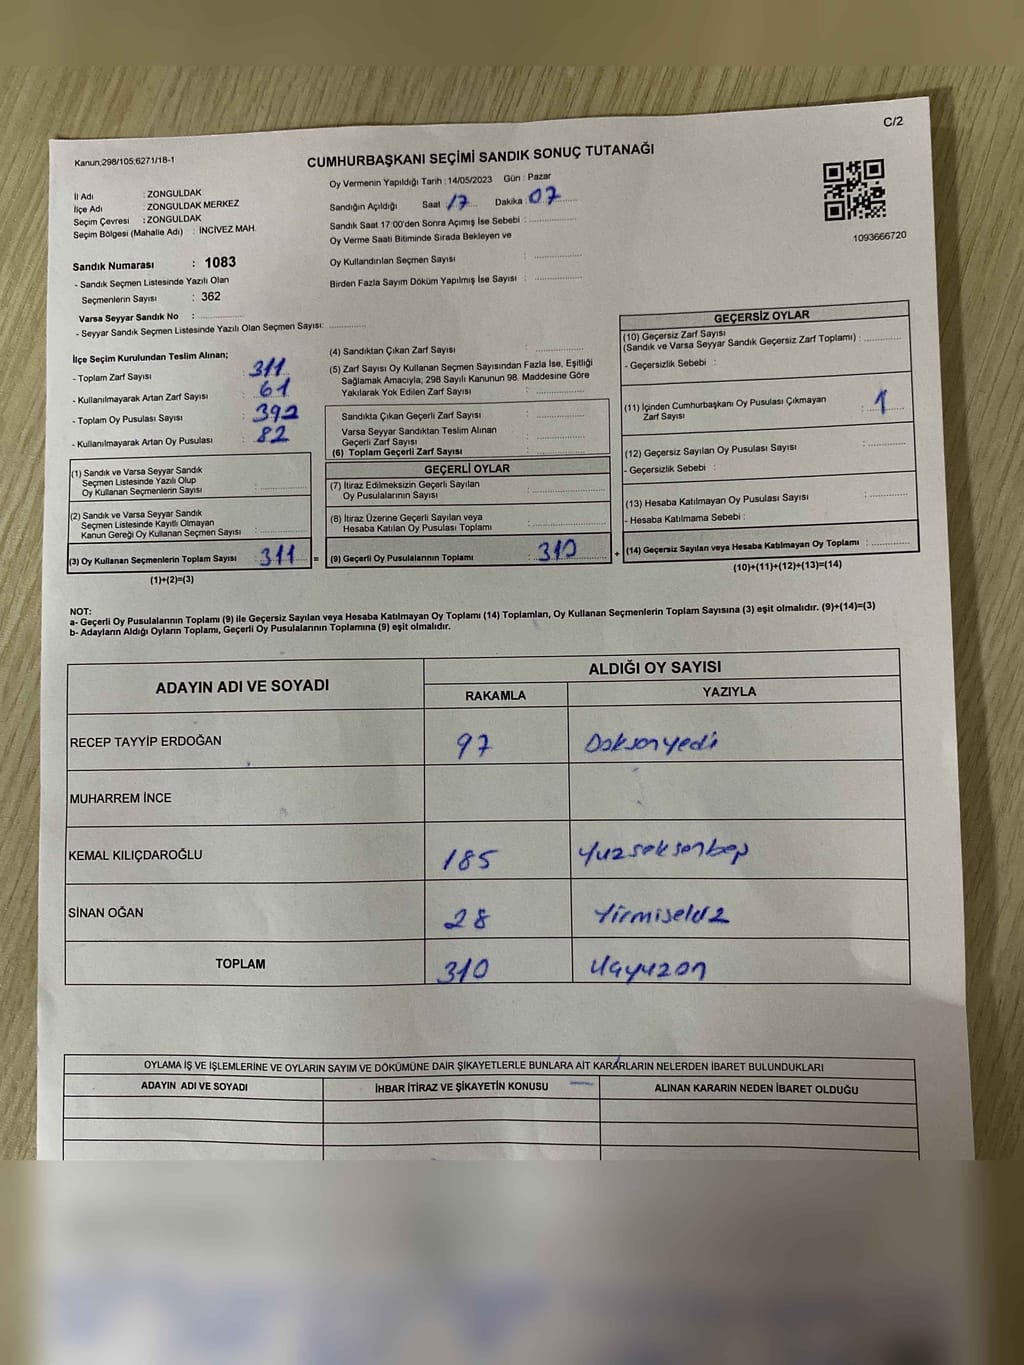 C/2
Kanun;298/105;6271/18-1
CUMHURBAŞKANI SEÇİMİ SANDIK SONUÇ TUTANAĞI
İl Adı : ZONGULDAK
İlçe Adı : ZONGULDAK MERKEZ
Seçim Çevresi : ZONGULDAK
Seçim Bölgesi (Mahalle Adı) : İNCİVEZ MAH.
Sandık Numarası : 1083
- Sandık Seçmen Listesinde Yazılı Olan
Seçmenlerin Sayısı : 362
Varsa Seyyar Sandık No :
- Seyyar Sandık Seçmen Listesinde Yazılı Olan Seçmen Sayısı:
Oy Vermenin Yapıldığı Tarih : 14/05/2023 Gün : Pazar
Sandığın Açıldığı Saat 17 Dakika 07
Sandık Saat 17:00'den Sonra Açımış İse Sebebi :
Oy Verme Saati Bitiminde Sırada Bekleyen ve
Oy Kullandırılan Seçmen Sayısı :
Birden Fazla Sayım Döküm Yapılmış İse Sayısı :
1093666720
İlçe Seçim Kurulundan Teslim Alınan;
- Toplam Zarf Sayısı : 311
- Kullanılmayarak Artan Zarf Sayısı : 61
- Toplam Oy Pusulası Sayısı : 392
- Kullanılmayarak Artan Oy Pusulası : 82
(1) Sandık ve Varsa Seyyar Sandık
Seçmen Listesinde Yazılı Olup
Oy Kullanan Seçmenlerin Sayısı :
(2) Sandık ve Varsa Seyyar Sandık
Seçmen Listesinde Kayıtlı Olmayan
Kanun Gereği Oy Kullanan Seçmen Sayısı :
(3) Oy Kullanan Seçmenlerin Toplam Sayısı : 311 =
(1)+(2)=(3)
(4) Sandıktan Çıkan Zarf Sayısı :
(5) Zarf Sayısı Oy Kullanan Seçmen Sayısından Fazla İse, Eşitliği
Sağlamak Amacıyla, 298 Sayılı Kanunun 98. Maddesine Göre
Yakılarak Yok Edilen Zarf Sayısı :
Sandıkta Çıkan Geçerli Zarf Sayısı :
Varsa Seyyar Sandıktan Teslim Alınan
Geçerli Zarf Sayısı :
(6) Toplam Geçerli Zarf Sayısı :
GEÇERLİ OYLAR
(7) İtiraz Edilmeksizin Geçerli Sayılan
Oy Pusulalarının Sayısı :
(8) İtiraz Üzerine Geçerli Sayılan veya
Hesaba Katılan Oy Pusulası Toplamı :
(9) Geçerli Oy Pusulalarının Toplamı : 310 +
GEÇERSİZ OYLAR
(10) Geçersiz Zarf Sayısı
(Sandık ve Varsa Seyyar Sandık Geçersiz Zarf Toplamı) :
- Geçersizlik Sebebi :
(11) İçinden Cumhurbaşkanı Oy Pusulası Çıkmayan
Zarf Sayısı : 1
(12) Geçersiz Sayılan Oy Pusulası Sayısı :
- Geçersizlik Sebebi :
(13) Hesaba Katılmayan Oy Pusulası Sayısı :
- Hesaba Katılmama Sebebi :
(14) Geçersiz Sayılan veya Hesaba Katılmayan Oy Toplamı :
(10)+(11)+(12)+(13)=(14)
NOT:
a- Geçerli Oy Pusulalarının Toplamı (9) ile Geçersiz Sayılan veya Hesaba Katılmayan Oy Toplamı (14) Toplamları, Oy Kullanan Seçmenlerin Toplam Sayısına (3) eşit olmalıdır. (9)+(14)=(3)
b- Adayların Aldığı Oyların Toplamı, Geçerli Oy Pusulalarının Toplamına (9) eşit olmalıdır.
ADAYIN ADI VE SOYADI ALDIĞI OY SAYISI
RAKAMLA YAZIYLA
RECEP TAYYİP ERDOĞAN 97 Doksanyedi
MUHARREM İNCE
KEMAL KILIÇDAROĞLU 185 Yuzseksenbeş
SİNAN OĞAN 28 Yirmisekiz
TOPLAM 310 Uçyuzon
OYLAMA İŞ VE İŞLEMLERİNE VE OYLARIN SAYIM VE DÖKÜMÜNE DAİR ŞİKAYETLERLE BUNLARA AİT KARARLARIN NELERDEN İBARET BULUNDUKLARI
ADAYIN ADI VE SOYADI İHBAR İTİRAZ VE ŞİKAYETİN KONUSU ALINAN KARARIN NEDEN İBARET OLDUĞU